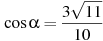 cos α = 3√11 / 10